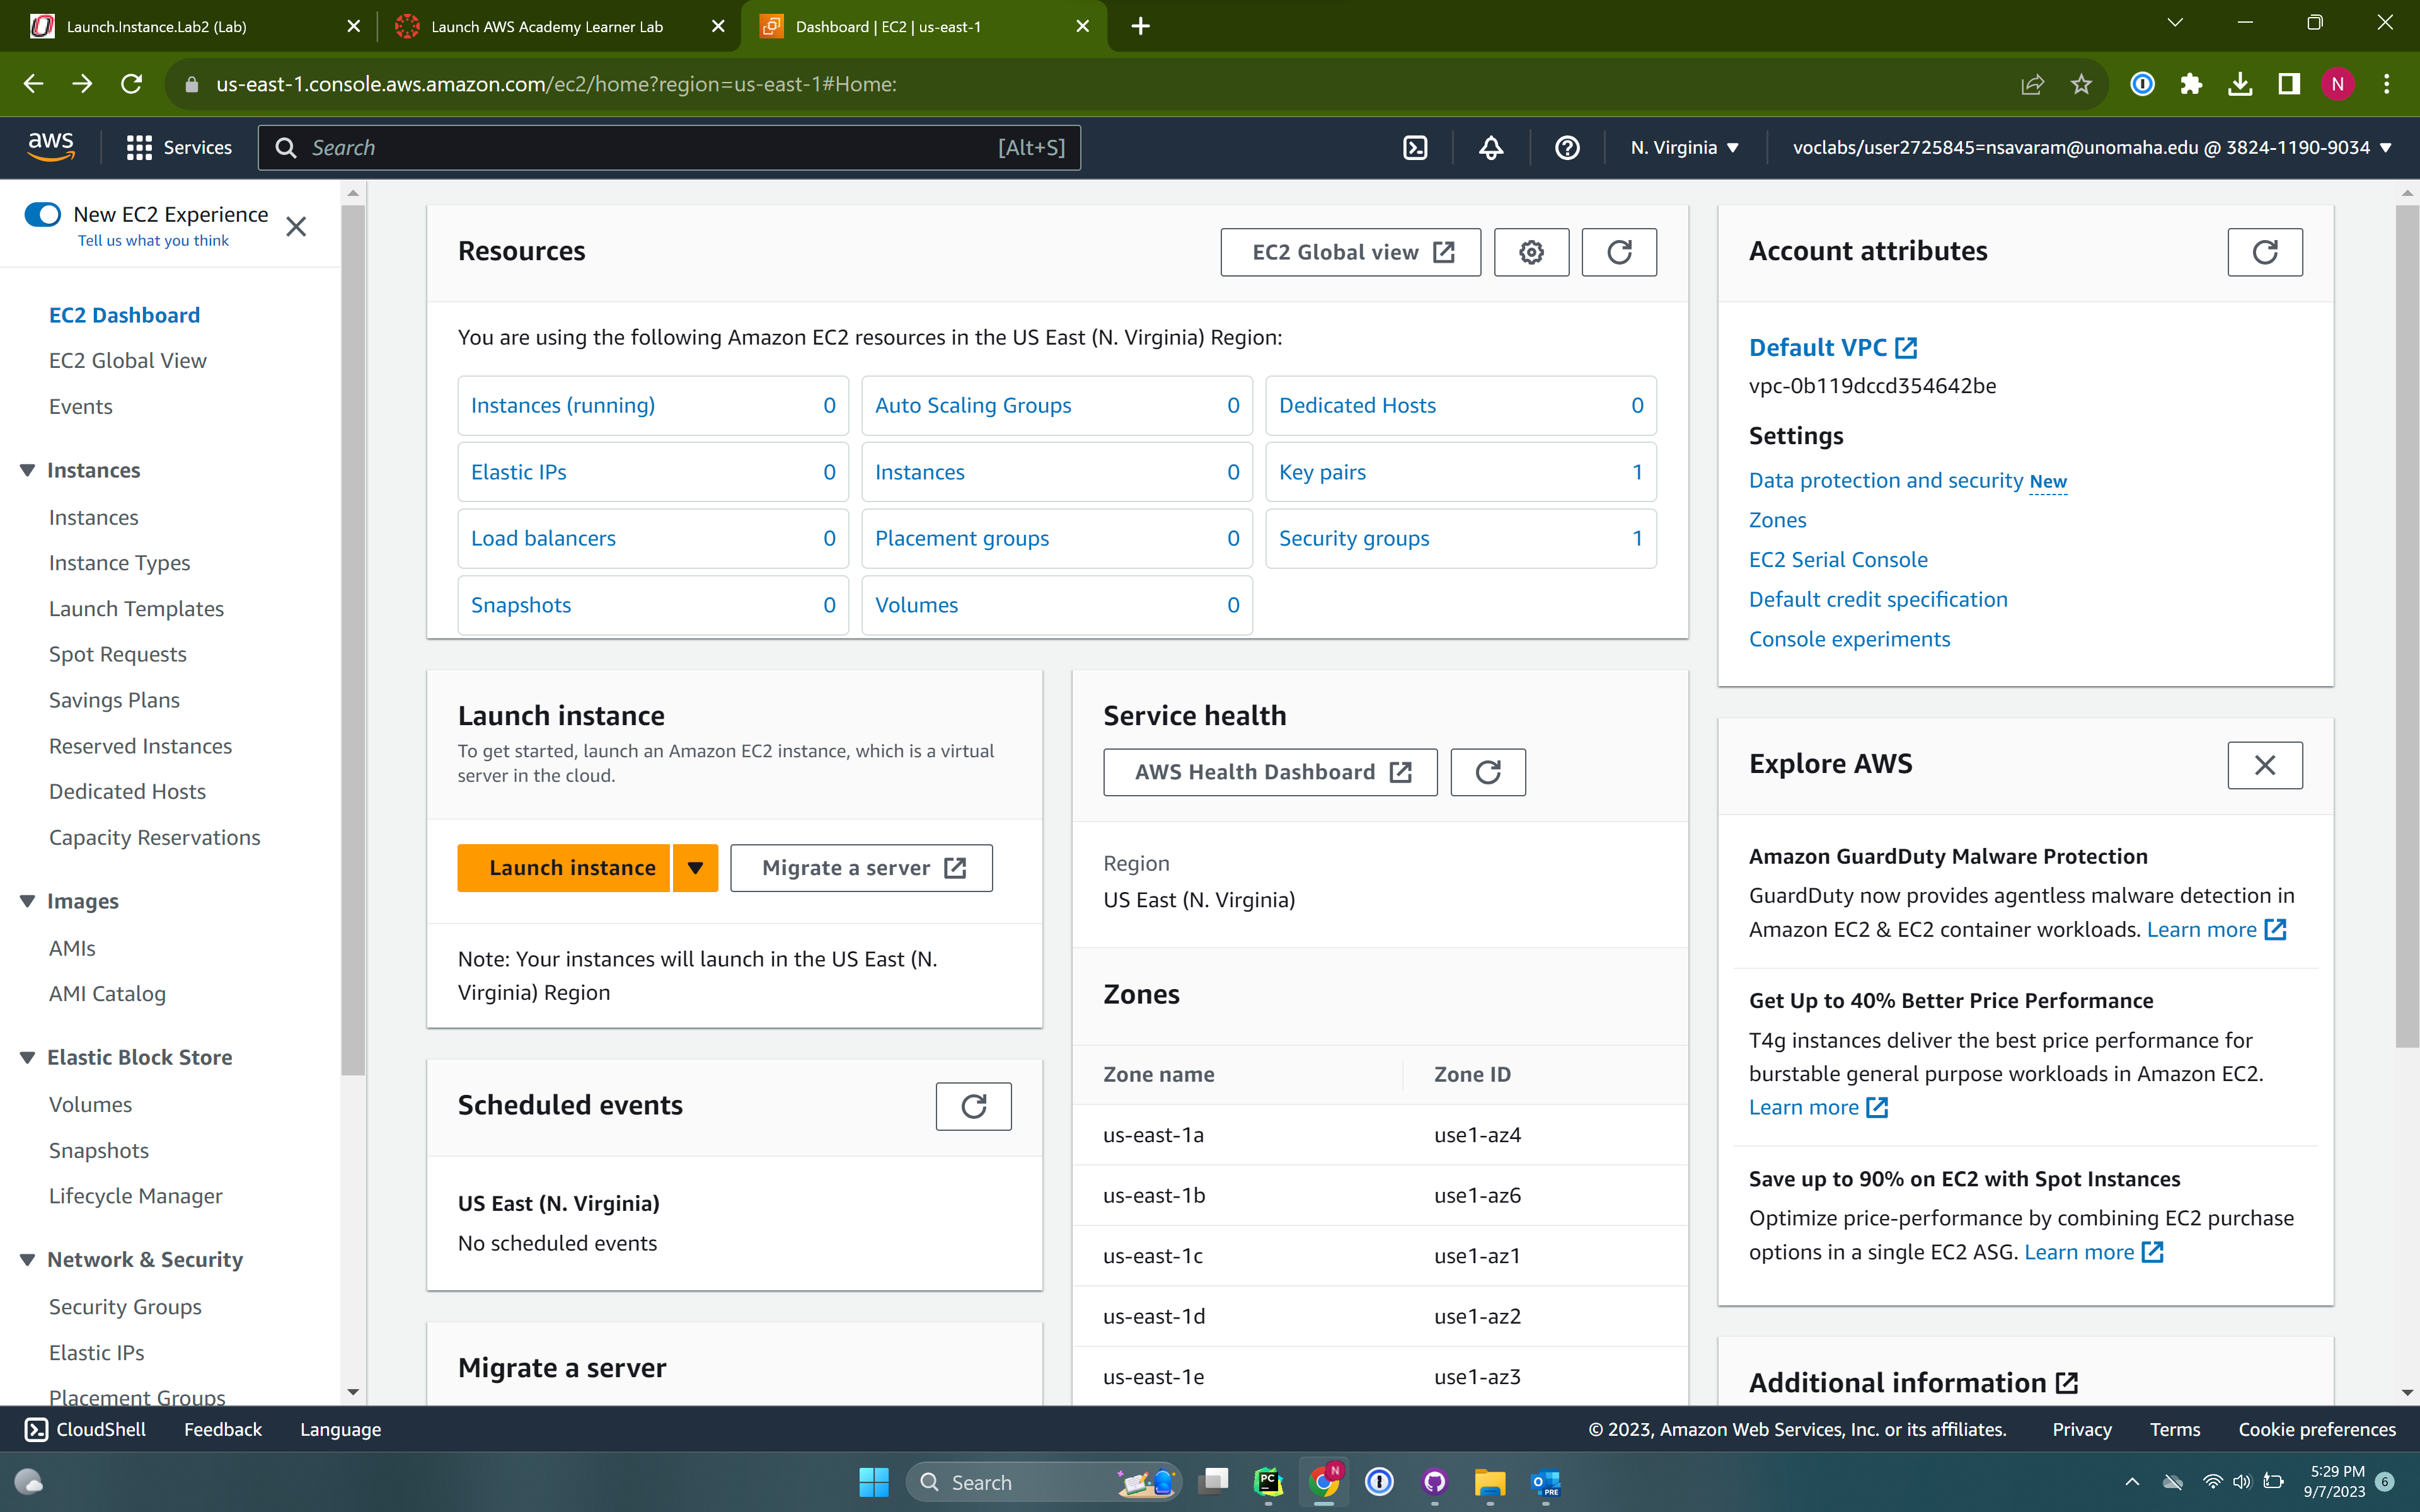 Launch.Instance.Lab2 (Lab)
Launch AWS Academy Learner Lab
Dashboard | EC2 | us-east-1
us-east-1.console.aws.amazon.com/ec2/home?region=us-east-1#Home:
N
aws
Services
Search
[Alt+S]
N. Virginia
voclabs/user2725845=nsavaram@unomaha.edu @ 3824-1190-9034
New EC2 Experience
Tell us what you think
EC2 Dashboard
EC2 Global View
Events
Instances
Instances
Instance Types
Launch Templates
Spot Requests
Savings Plans
Reserved Instances
Dedicated Hosts
Capacity Reservations
Images
AMIs
AMI Catalog
Elastic Block Store
Volumes
Snapshots
Lifecycle Manager
Network & Security
Security Groups
Elastic IPs
Placement Groups
Resources
EC2 Global view
You are using the following Amazon EC2 resources in the US East (N. Virginia) Region:
Instances (running) 0
Auto Scaling Groups 0
Dedicated Hosts 0
Elastic IPs 0
Instances 0
Key pairs 1
Load balancers 0
Placement groups 0
Security groups 1
Snapshots 0
Volumes 0
Launch instance
To get started, launch an Amazon EC2 instance, which is a virtual
server in the cloud.
Launch instance
Migrate a server
Note: Your instances will launch in the US East (N.
Virginia) Region
Scheduled events
US East (N. Virginia)
No scheduled events
Migrate a server
Service health
AWS Health Dashboard
Region
US East (N. Virginia)
Zones
Zone name Zone ID
us-east-1a use1-az4
us-east-1b use1-az6
us-east-1c use1-az1
us-east-1d use1-az2
us-east-1e use1-az3
Account attributes
Default VPC
vpc-0b119dccd354642be
Settings
Data protection and security New
Zones
EC2 Serial Console
Default credit specification
Console experiments
Explore AWS
Amazon GuardDuty Malware Protection
GuardDuty now provides agentless malware detection in
Amazon EC2 & EC2 container workloads. Learn more
Get Up to 40% Better Price Performance
T4g instances deliver the best price performance for
burstable general purpose workloads in Amazon EC2.
Learn more
Save up to 90% on EC2 with Spot Instances
Optimize price-performance by combining EC2 purchase
options in a single EC2 ASG. Learn more
Additional information
CloudShell
Feedback
Language
© 2023, Amazon Web Services, Inc. or its affiliates.
Privacy
Terms
Cookie preferences
Search
PC
N
O
PRE
5:29 PM
9/7/2023
6